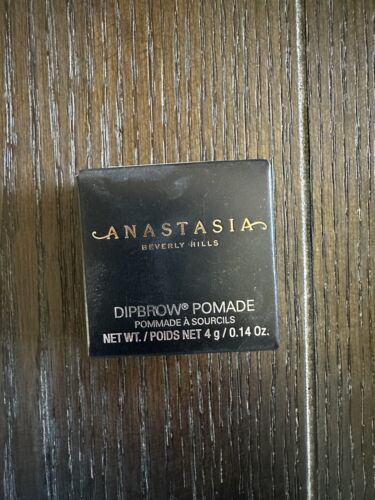 ANASTASIA
BEVERLY HILLS
DIPBROW® POMADE
POMMADE À SOURCILS
NET WT. / POIDS NET 4 g / 0.14 Oz.